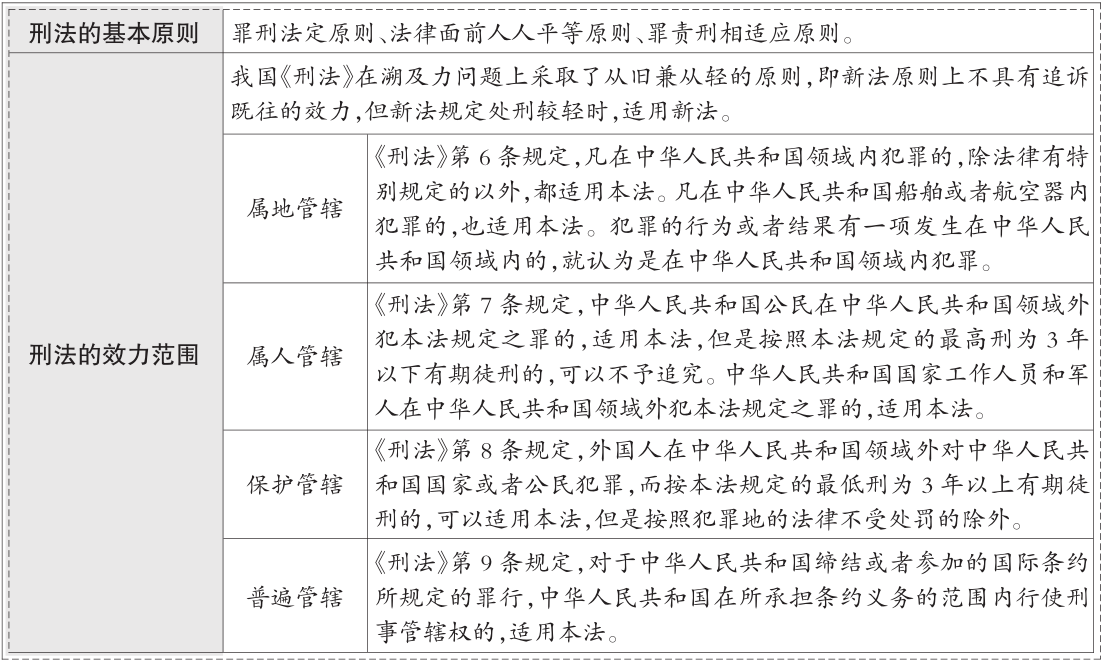 刑法的基本原则
罪刑法定原则、法律面前人人平等原则、罪责刑相适应原则。
刑法的效力范围
我国《刑法》在溯及力问题上采取了从旧兼从轻的原则,即新法原则上不具有追诉
既往的效力,但新法规定处刑较轻时,适用新法。
属地管辖
《刑法》第 6 条规定,凡在中华人民共和国领域内犯罪的,除法律有特
别规定的以外,都适用本法。凡在中华人民共和国船舶或者航空器内
犯罪的,也适用本法。犯罪的行为或者结果有一项发生在中华人民
共和国领域内的,就认为是在中华人民共和国领域内犯罪。
属人管辖
《刑法》第 7 条规定,中华人民共和国公民在中华人民共和国领域外
犯本法规定之罪的,适用本法,但是按照本法规定的最高刑为 3 年
以下有期徒刑的,可以不予追究。中华人民共和国国家工作人员和军
人在中华人民共和国领域外犯本法规定之罪的,适用本法。
保护管辖
《刑法》第 8 条规定,外国人在中华人民共和国领域外对中华人民共
和国国家或者公民犯罪,而按本法规定的最低刑为 3 年以上有期徒
刑的,可以适用本法,但是按照犯罪地的法律不受处罚的除外。
普遍管辖
《刑法》第 9 条规定,对于中华人民共和国缔结或者参加的国际条约
所规定的罪行,中华人民共和国在所承担条约义务的范围内行使刑
事管辖权的,适用本法。